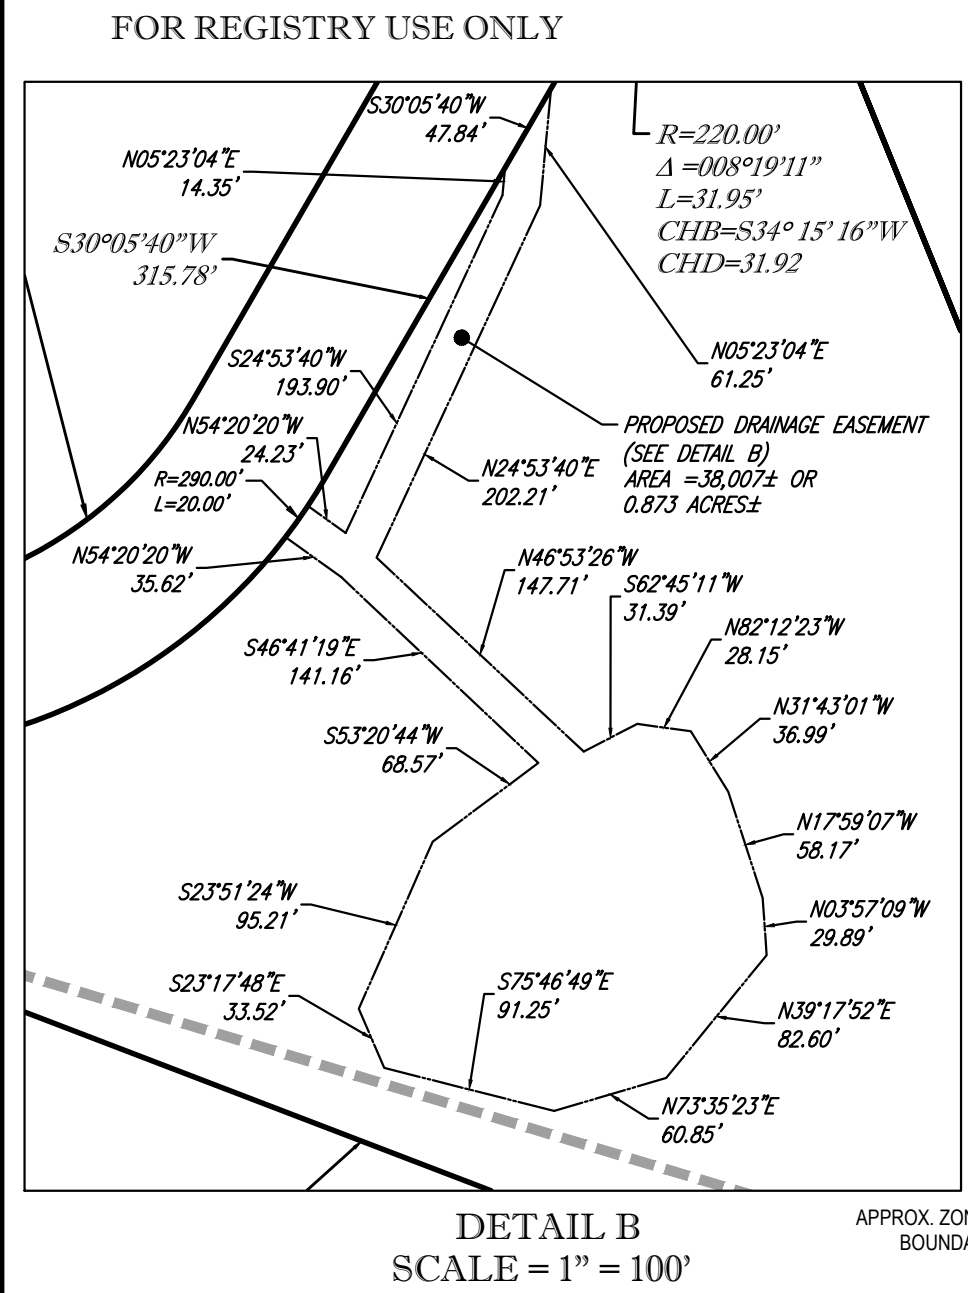 FOR REGISTRY USE ONLY
S30°05'40"W
47.84'
N05°23'04"E
14.35'
S30°05'40"W
315.78'
R=220.00'
Δ =008°19'11"
L=31.95'
CHB=S34° 15' 16"W
CHD=31.92
S24°53'40"W
193.90'
N05°23'04"E
61.25'
N54°20'20"W
24.23'
R=290.00'
L=20.00'
PROPOSED DRAINAGE EASEMENT
(SEE DETAIL B)
AREA =38,007± OR
0.873 ACRES±
N24°53'40"E
202.21'
N54°20'20"W
35.62'
N46°53'26"W
147.71'
S62°45'11"W
31.39'
N82°12'23"W
28.15'
S46°41'19"E
141.16'
N31°43'01"W
36.99'
S53°20'44"W
68.57'
N17°59'07"W
58.17'
S23°51'24"W
95.21'
N03°57'09"W
29.89'
S23°17'48"E
33.52'
S75°46'49"E
91.25'
N39°17'52"E
82.60'
N73°35'23"E
60.85'
DETAIL B
SCALE = 1" = 100'
APPROX. ZON
BOUNDA